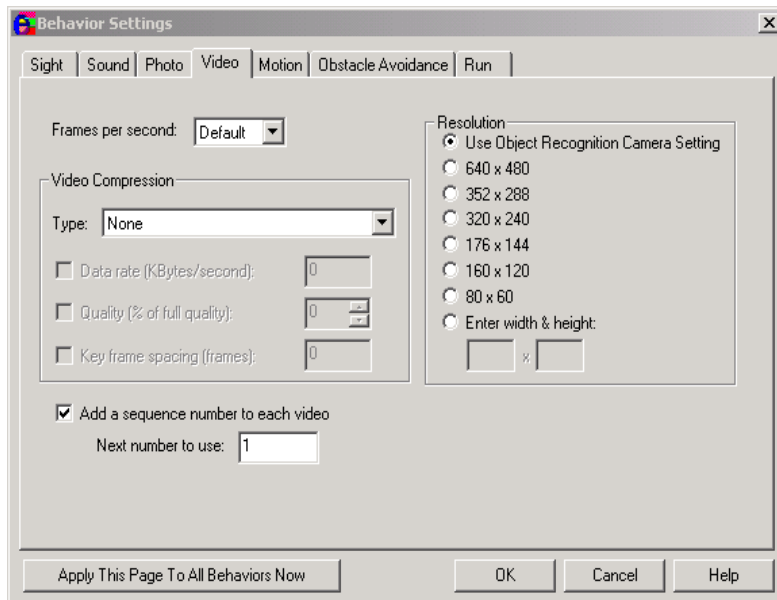 Behavior Settings
Sight Sound Photo Video Motion Obstacle Avoidance Run
Frames per second: Default
Video Compression
Type: None
Data rate (KBytes/second): 0
Quality (% of full quality): 0
Key frame spacing (frames): 0
Add a sequence number to each video
Next number to use: 1
Resolution
Use Object Recognition Camera Setting
640 x 480
352 x 288
320 x 240
176 x 144
160 x 120
80 x 60
Enter width & height:
x
Apply This Page To All Behaviors Now OK Cancel Help